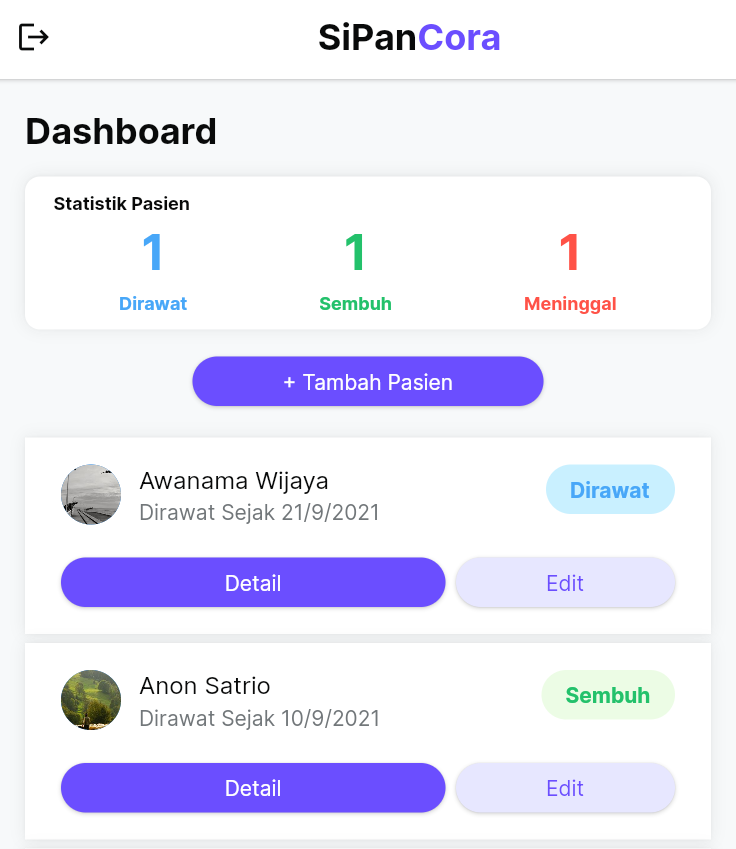 SiPanCora
Dashboard
Statistik Pasien
1 1 1
Dirawat Sembuh Meninggal
+ Tambah Pasien
Awanama Wijaya
Dirawat
Dirawat Sejak 21/9/2021
Detail Edit
Anon Satrio
Sembuh
Dirawat Sejak 10/9/2021
Detail Edit